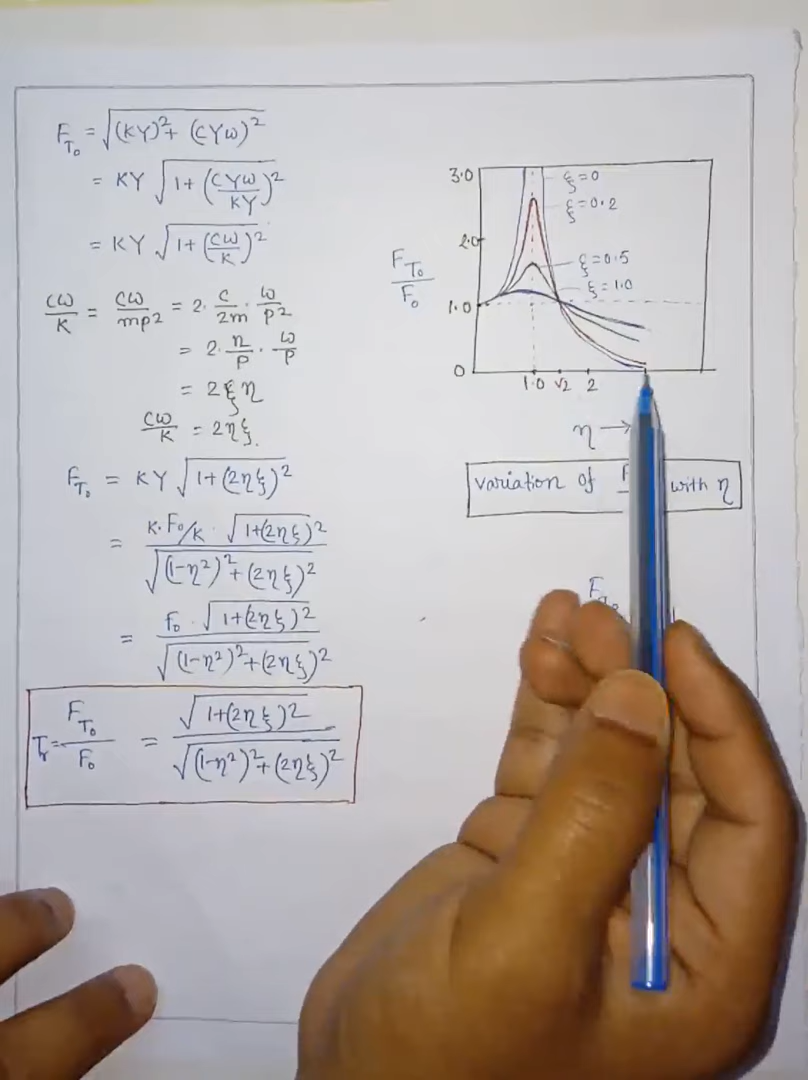 F_T₀ = √(KY)² + (CYω)²
= KY √1 + (CYω/KY)²
= KY √1 + (Cω/K)²
Cω/K = Cω/mp² = 2 · C/2m · ω/p²
= 2 · n/p · ω/p
= 2ξη
Cω/K = 2ηξ.
F_T₀ = KY √1+(2ηξ)²
= K·F₀/K · √1+(2ηξ)² / √(1-η²)²+(2ηξ)²
= F₀ · √1+(2ηξ)² / √(1-η²)²+(2ηξ)²
Tr = F_T₀/F₀ = √1+(2ηξ)² / √(1-η²)²+(2ηξ)²
3.0
ξ=0
ξ=0.2
2.0
F_T₀/F₀
ξ=0.5
ξ=1.0
1.0
0
1.0 √2 2
η →
Variation of F with η
F